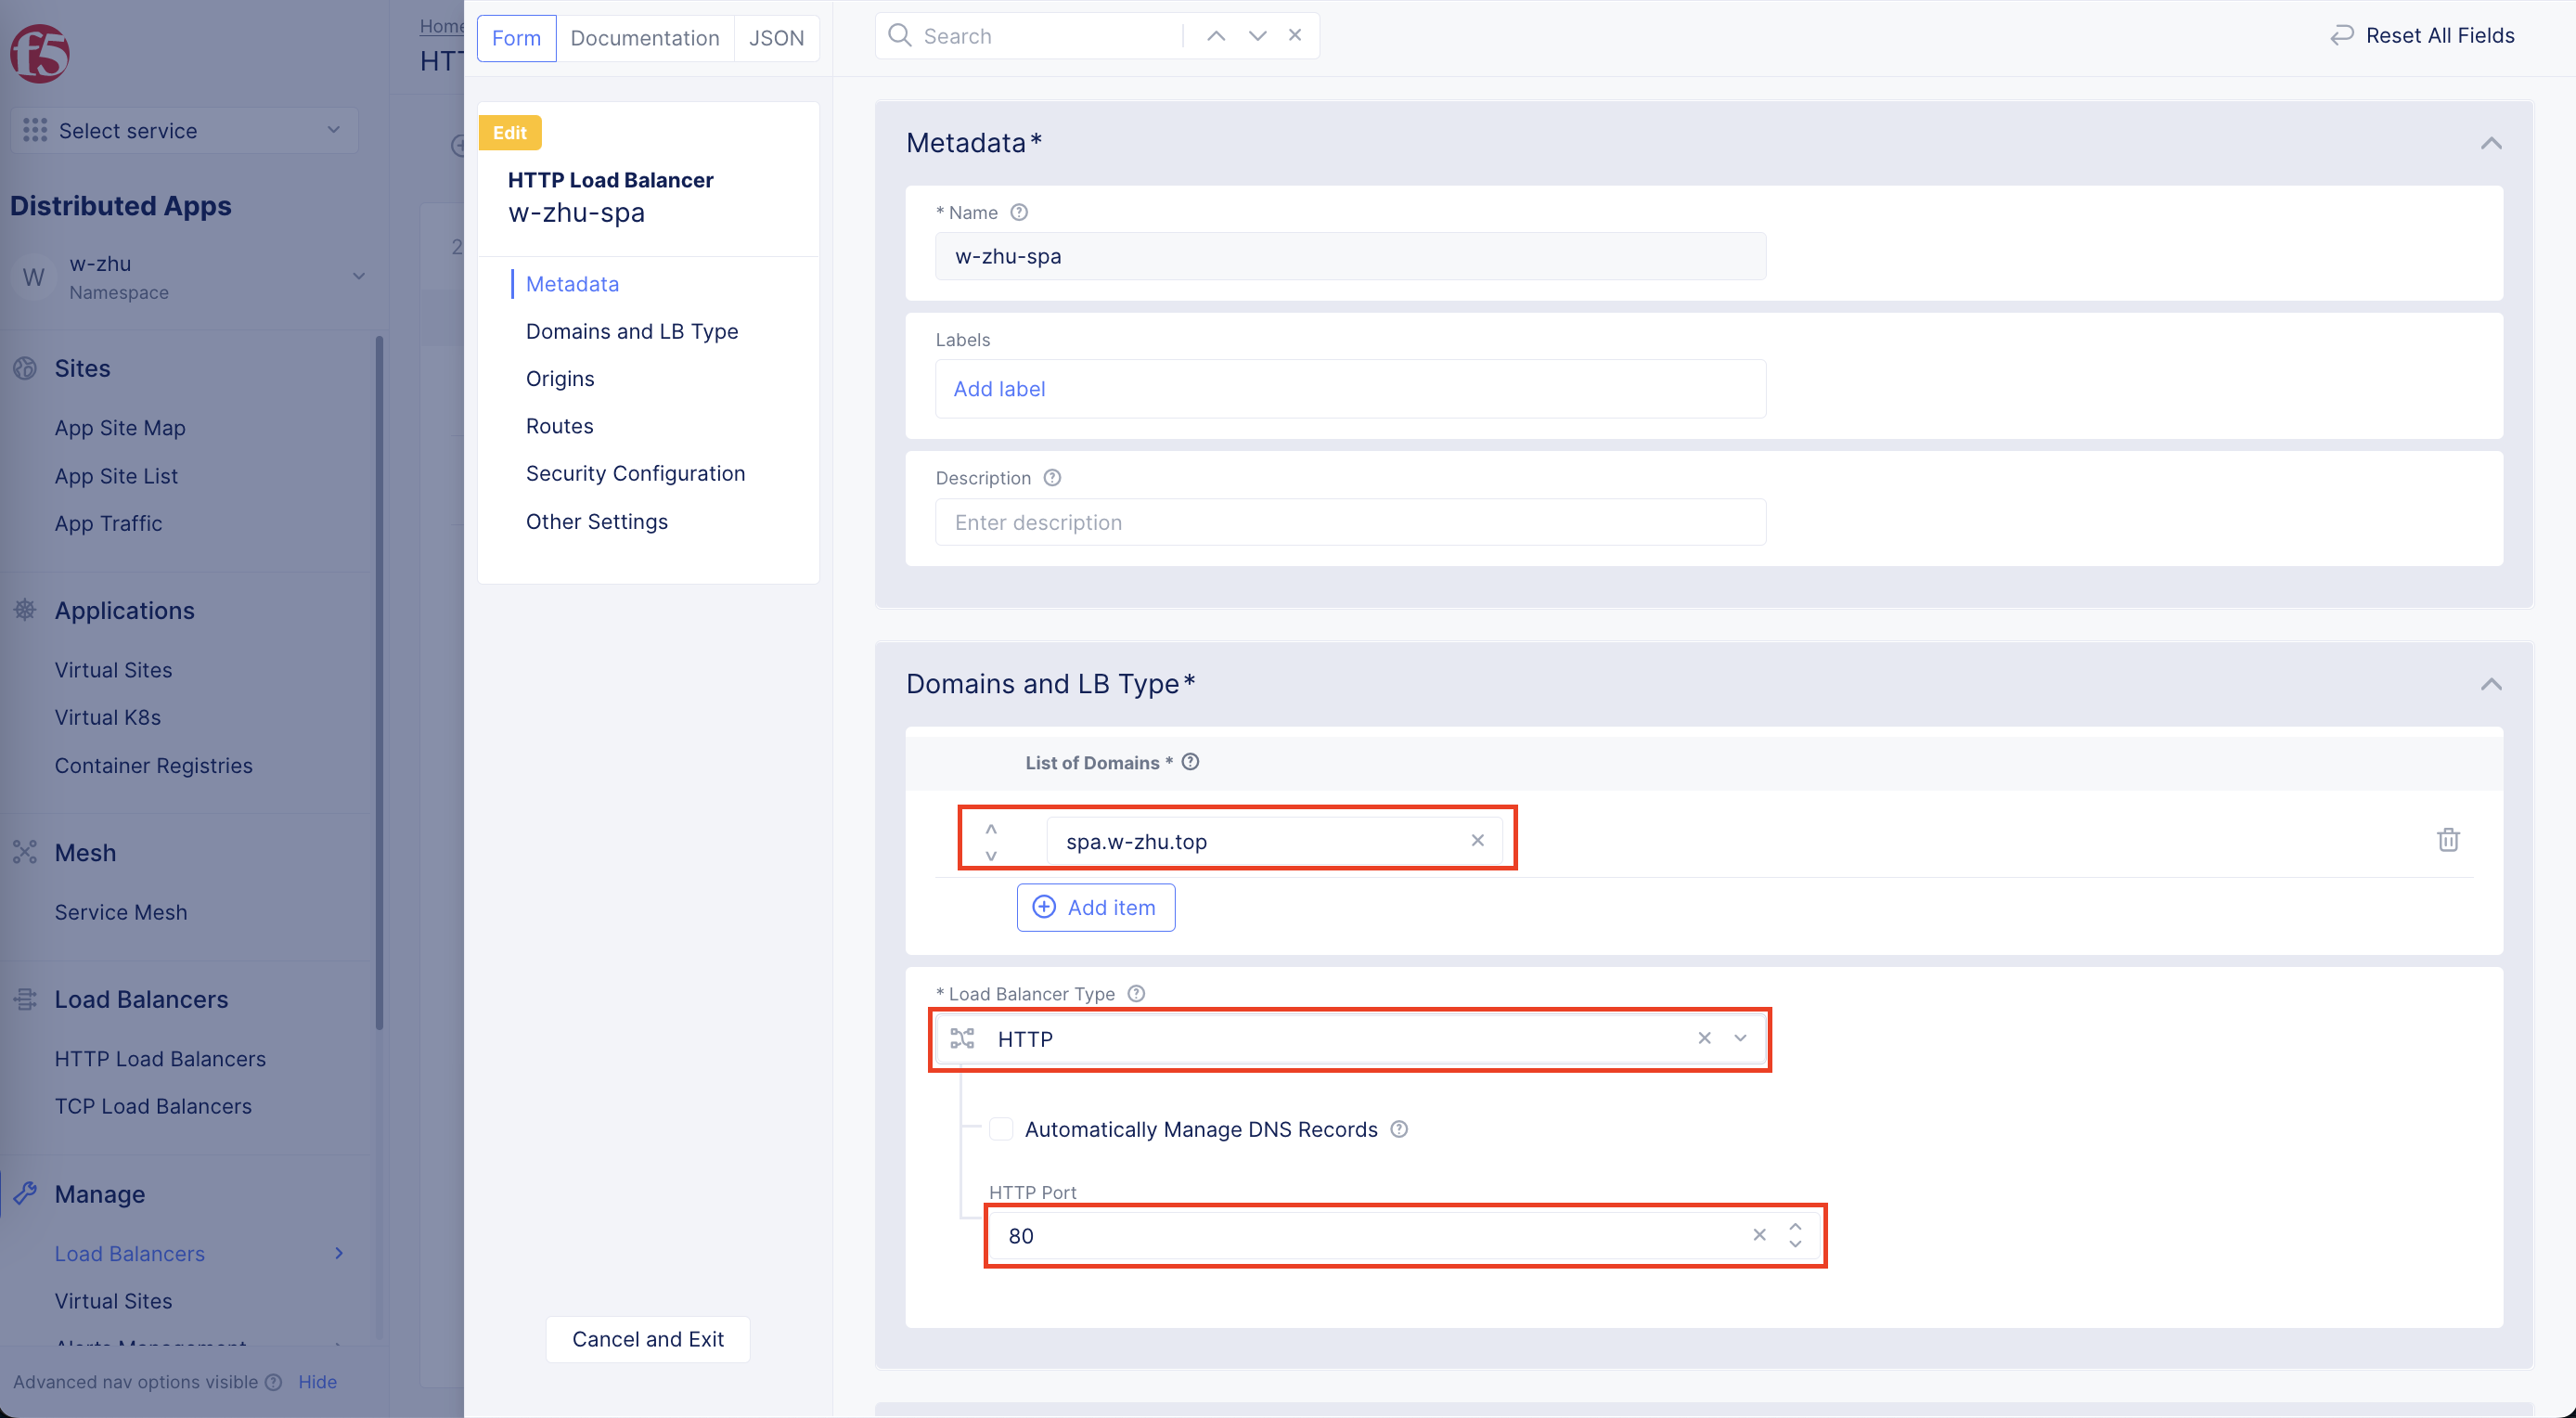 f5
Select service
Distributed Apps
W
w-zhu
Namespace
Sites
App Site Map
App Site List
App Traffic
Applications
Virtual Sites
Virtual K8s
Container Registries
Mesh
Service Mesh
Load Balancers
HTTP Load Balancers
TCP Load Balancers
Manage
Load Balancers
Virtual Sites
Alerts Management
Advanced nav options visible ? Hide
Home
HTT
2
Form
Documentation
JSON
Edit
HTTP Load Balancer
w-zhu-spa
Metadata
Domains and LB Type
Origins
Routes
Security Configuration
Other Settings
Cancel and Exit
Search
Reset All Fields
Metadata*
* Name ?
w-zhu-spa
Labels
Add label
Description ?
Enter description
Domains and LB Type*
List of Domains * ?
spa.w-zhu.top
Add item
* Load Balancer Type ?
HTTP
Automatically Manage DNS Records ?
HTTP Port
80